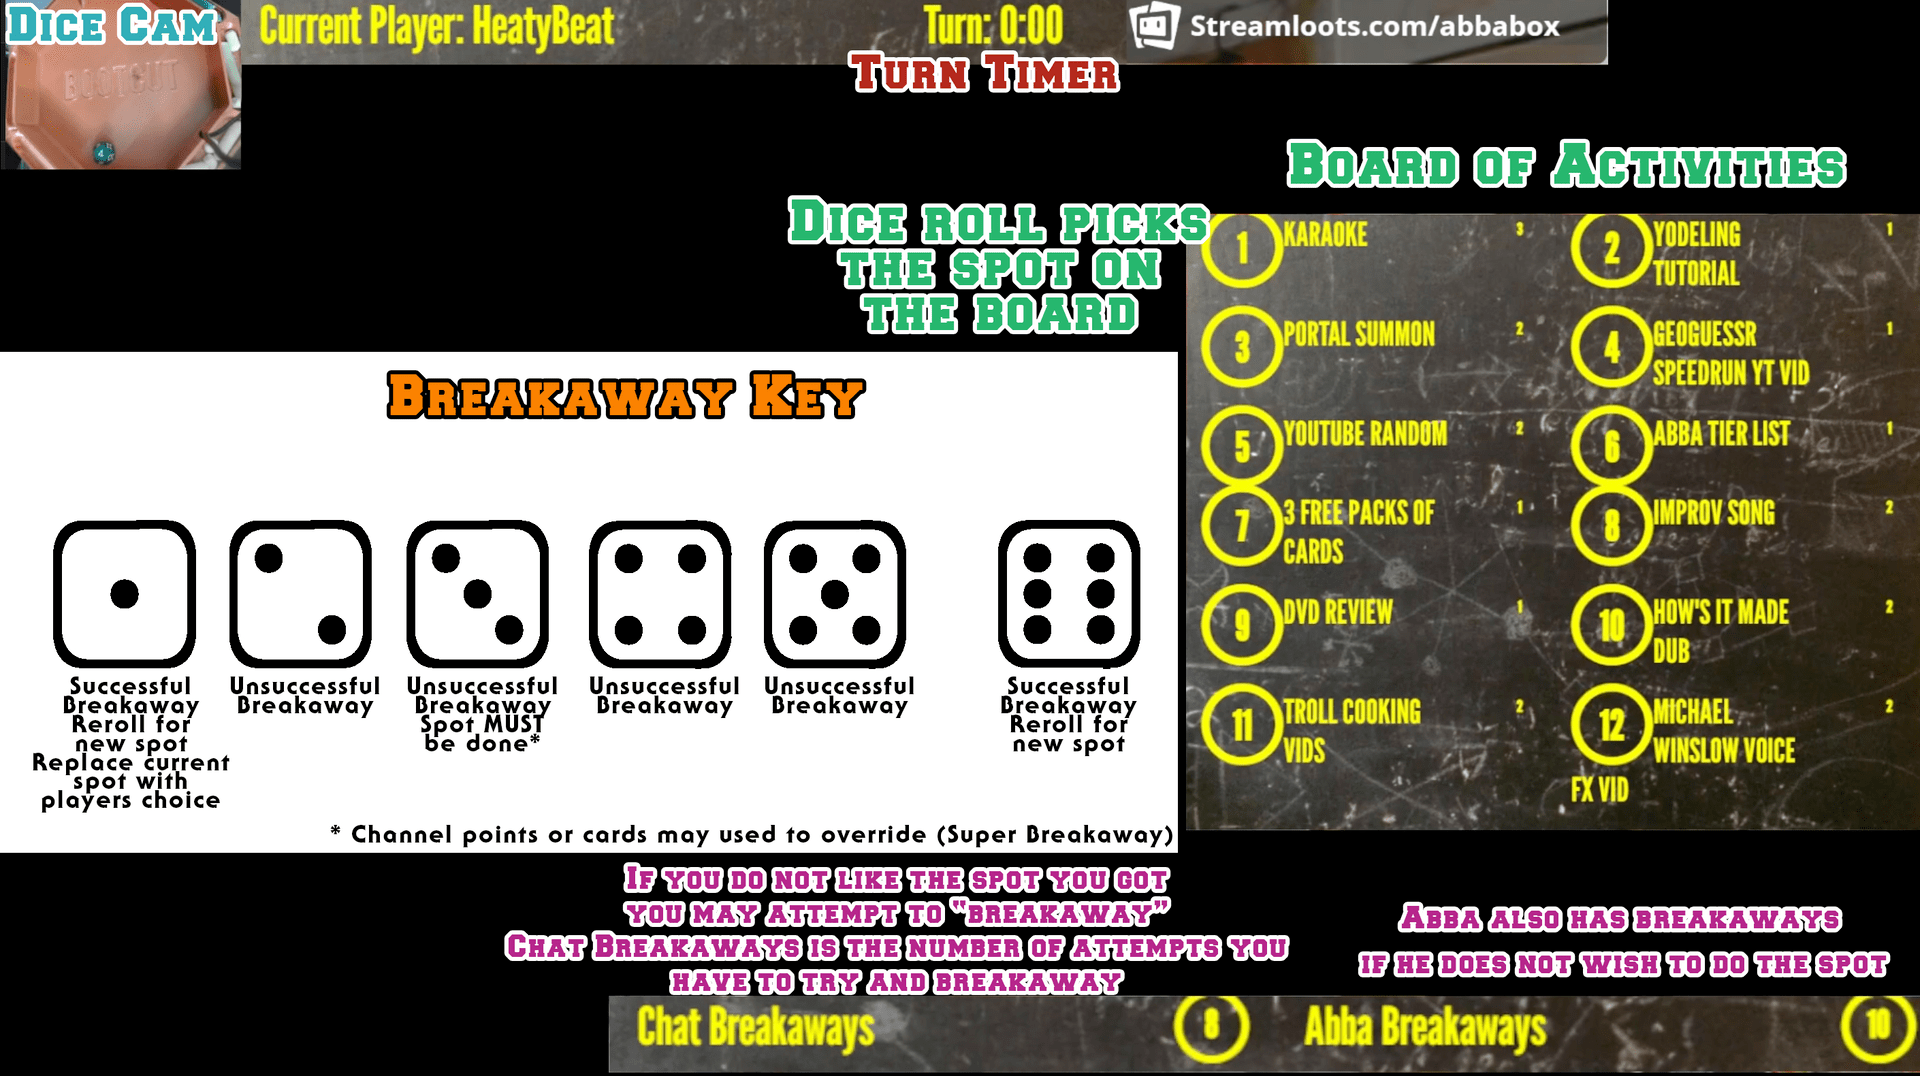 Dice Cam
Current Player: HeatyBeat
Turn: 0:00
Streamloots.com/abbabox
Turn Timer
BOOTCUT
4
Board of Activities
Dice roll picks
the spot on
the board
1 KARAOKE 3
2 YODELING 1
TUTORIAL
3 PORTAL SUMMON 2
4 GEOGUESSR 1
SPEEDRUN YT VID
5 YOUTUBE RANDOM 2
6 ABBA TIER LIST 1
7 3 FREE PACKS OF 1
CARDS
8 IMPROV SONG 2
9 DVD REVIEW 1
10 HOW'S IT MADE 2
DUB
11 TROLL COOKING 2
VIDS
12 MICHAEL 2
WINSLOW VOICE
FX VID
Breakaway Key
Successful
Breakaway
Reroll for
new spot
Replace current
spot with
players choice
Unsuccessful
Breakaway
Unsuccessful
Breakaway
Spot MUST
be done*
Unsuccessful
Breakaway
Unsuccessful
Breakaway
Successful
Breakaway
Reroll for
new spot
* Channel points or cards may used to override (Super Breakaway)
If you do not like the spot you got
you may attempt to "breakaway"
Chat Breakaways is the number of attempts you
have to try and breakaway
Abba also has breakaways
if he does not wish to do the spot
Chat Breakaways 8
Abba Breakaways 10